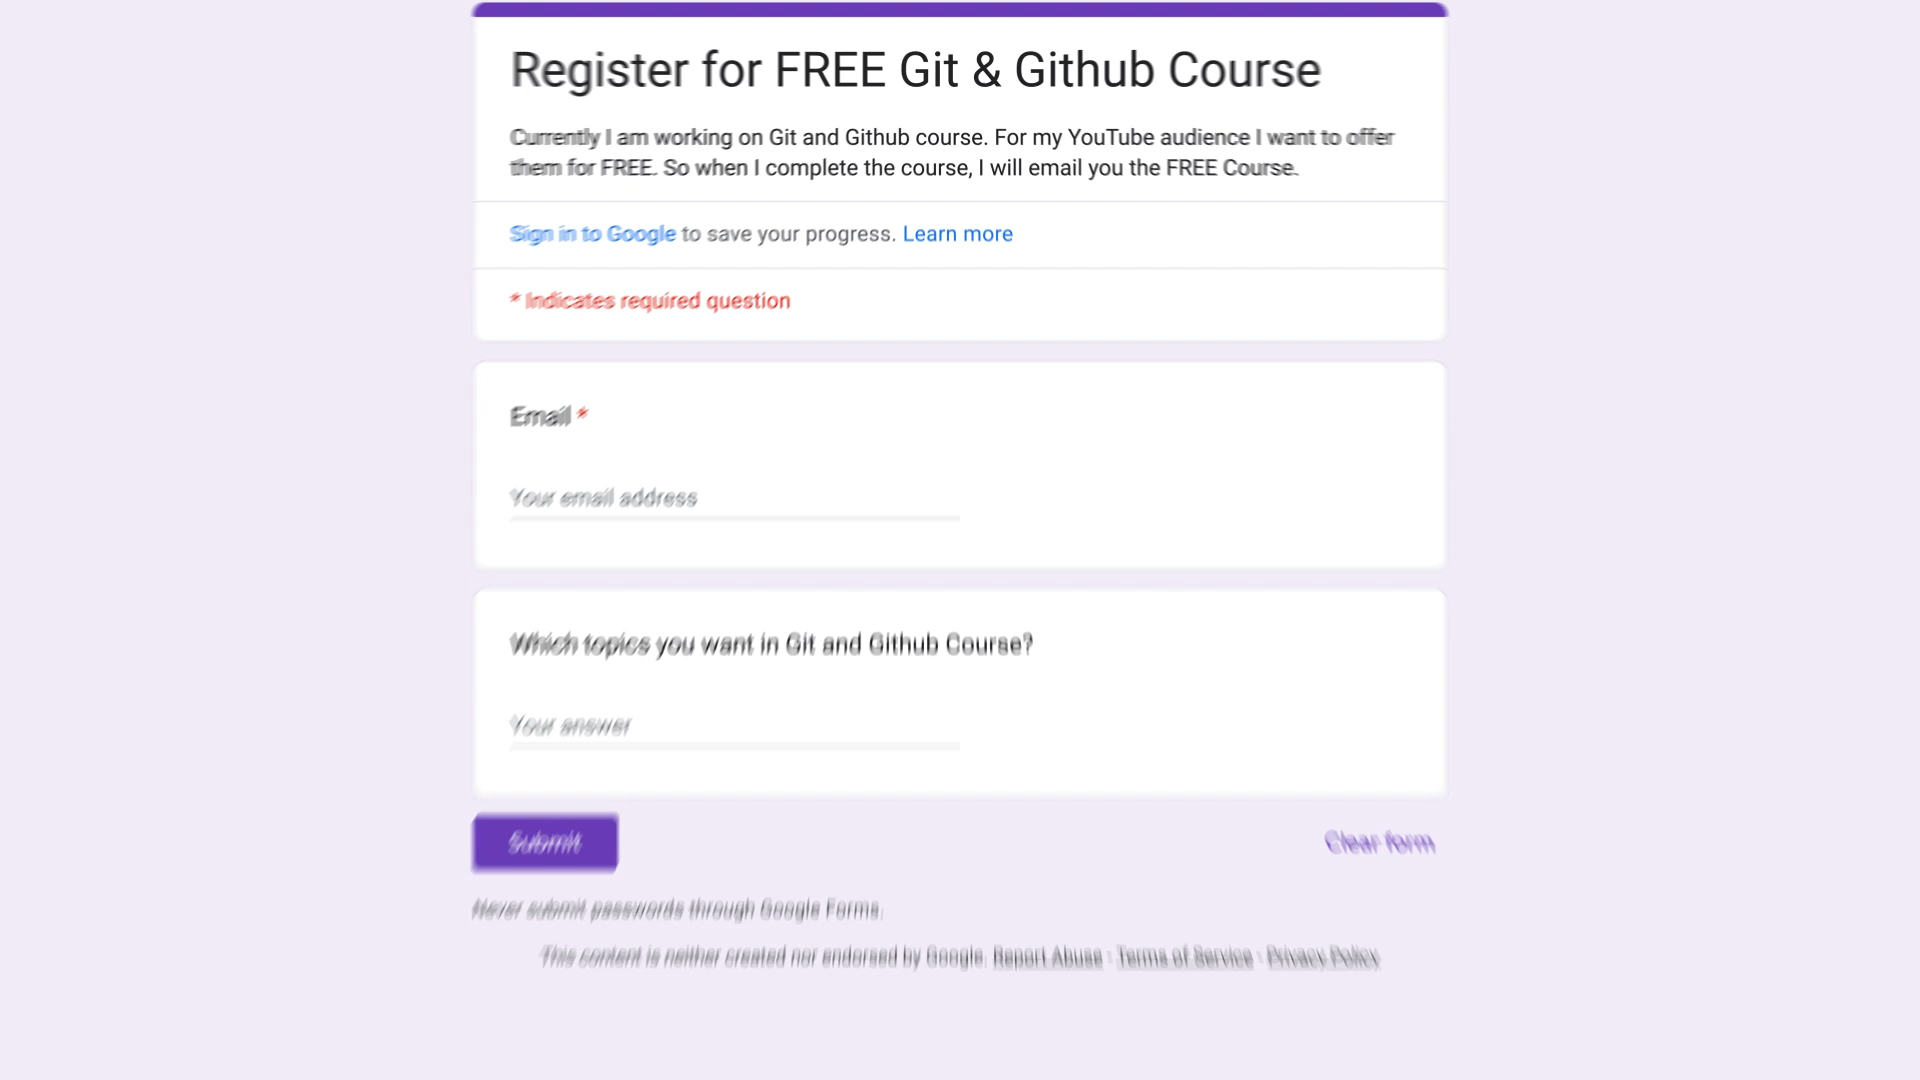 Register for FREE Git & Github Course
Currently I am working on Git and Github course. For my YouTube audience I want to offer
them for FREE. So when I complete the course, I will email you the FREE Course.
Sign in to Google to save your progress. Learn more
* Indicates required question
Email *
Your email address
Which topics you want in Git and Github Course?
Your answer
Submit
Clear form
Never submit passwords through Google Forms.
This content is neither created nor endorsed by Google. Report Abuse - Terms of Service - Privacy Policy